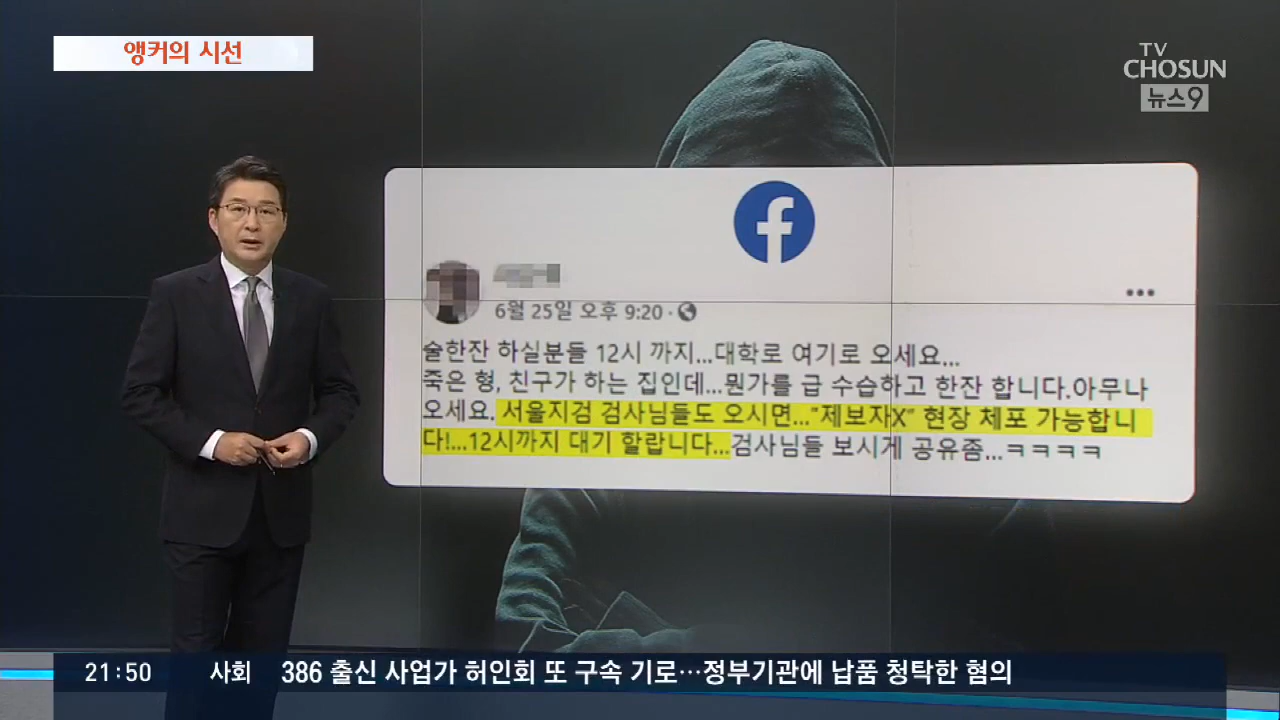 앵커의 시선
TV
CHOSUN
뉴스9
6월 25일 오후 9:20 ·
술한잔 하실분들 12시 까지...대학로 여기로 오세요...
죽은 형, 친구가 하는 집인데...뭔가를 급 수습하고 한잔 합니다.아무나
오세요. 서울지검 검사님들도 오시면..."제보자X" 현장 체포 가능합니
다!...12시까지 대기 할랍니다...검사님들 보시게 공유좀...ㅋㅋㅋㅋ
21:50 사회 386 출신 사업가 허인회 또 구속 기로…정부기관에 납품 청탁한 혐의